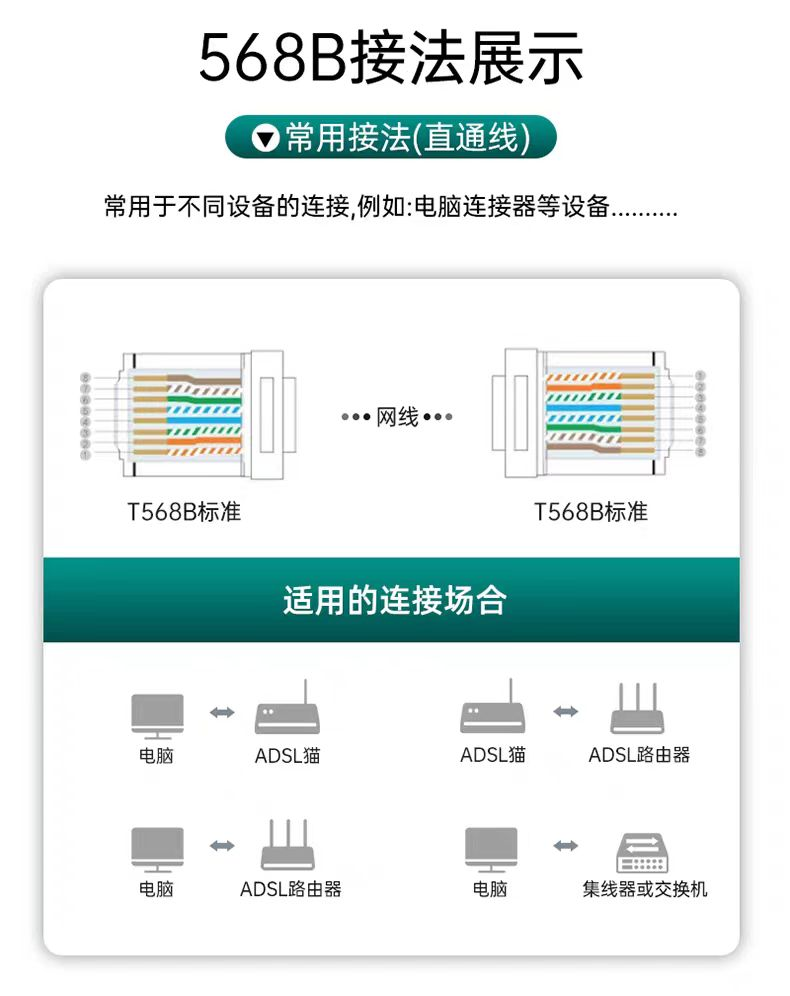 568B接法展示
常用接法(直通线)
常用于不同设备的连接,例如:电脑连接器等设备..........
⑧
⑦
⑥
⑤
④
③
②
①
•••网线•••
①
②
③
④
⑤
⑥
⑦
⑧
T568B标准
T568B标准
适用的连接场合
电脑
ADSL猫
ADSL猫
ADSL路由器
电脑
ADSL路由器
电脑
集线器或交换机